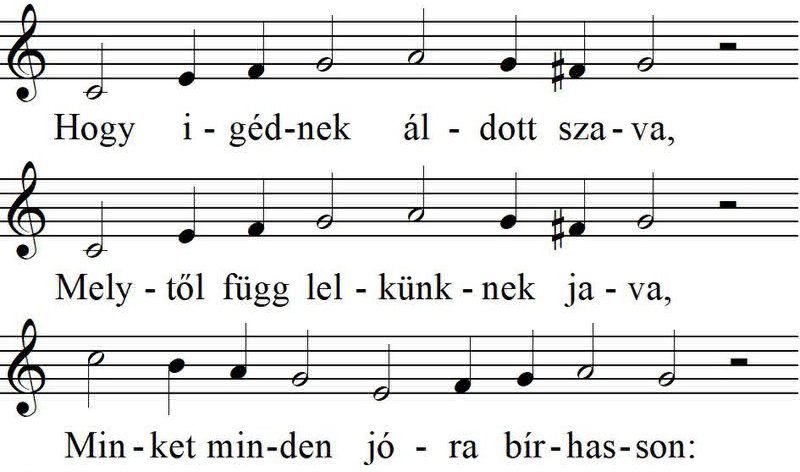 Hogy i - géd-nek ál - dott sza - va,
Mely - től függ lel - künk - nek ja - va,
Min - ket min-den jó - ra bír-has-son: